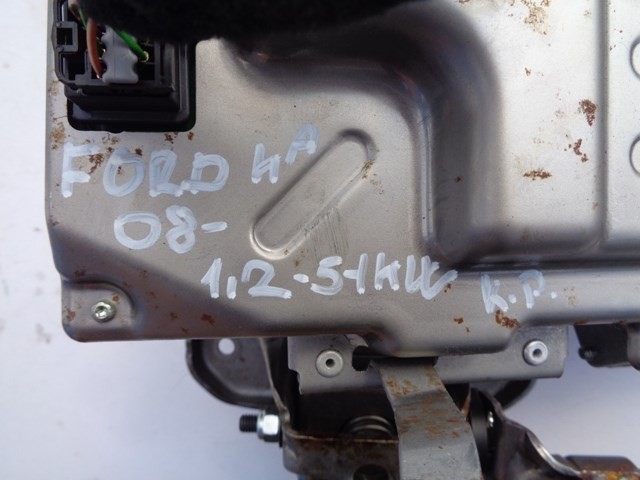 FORD KA
08-
1,2-51KW K.P.